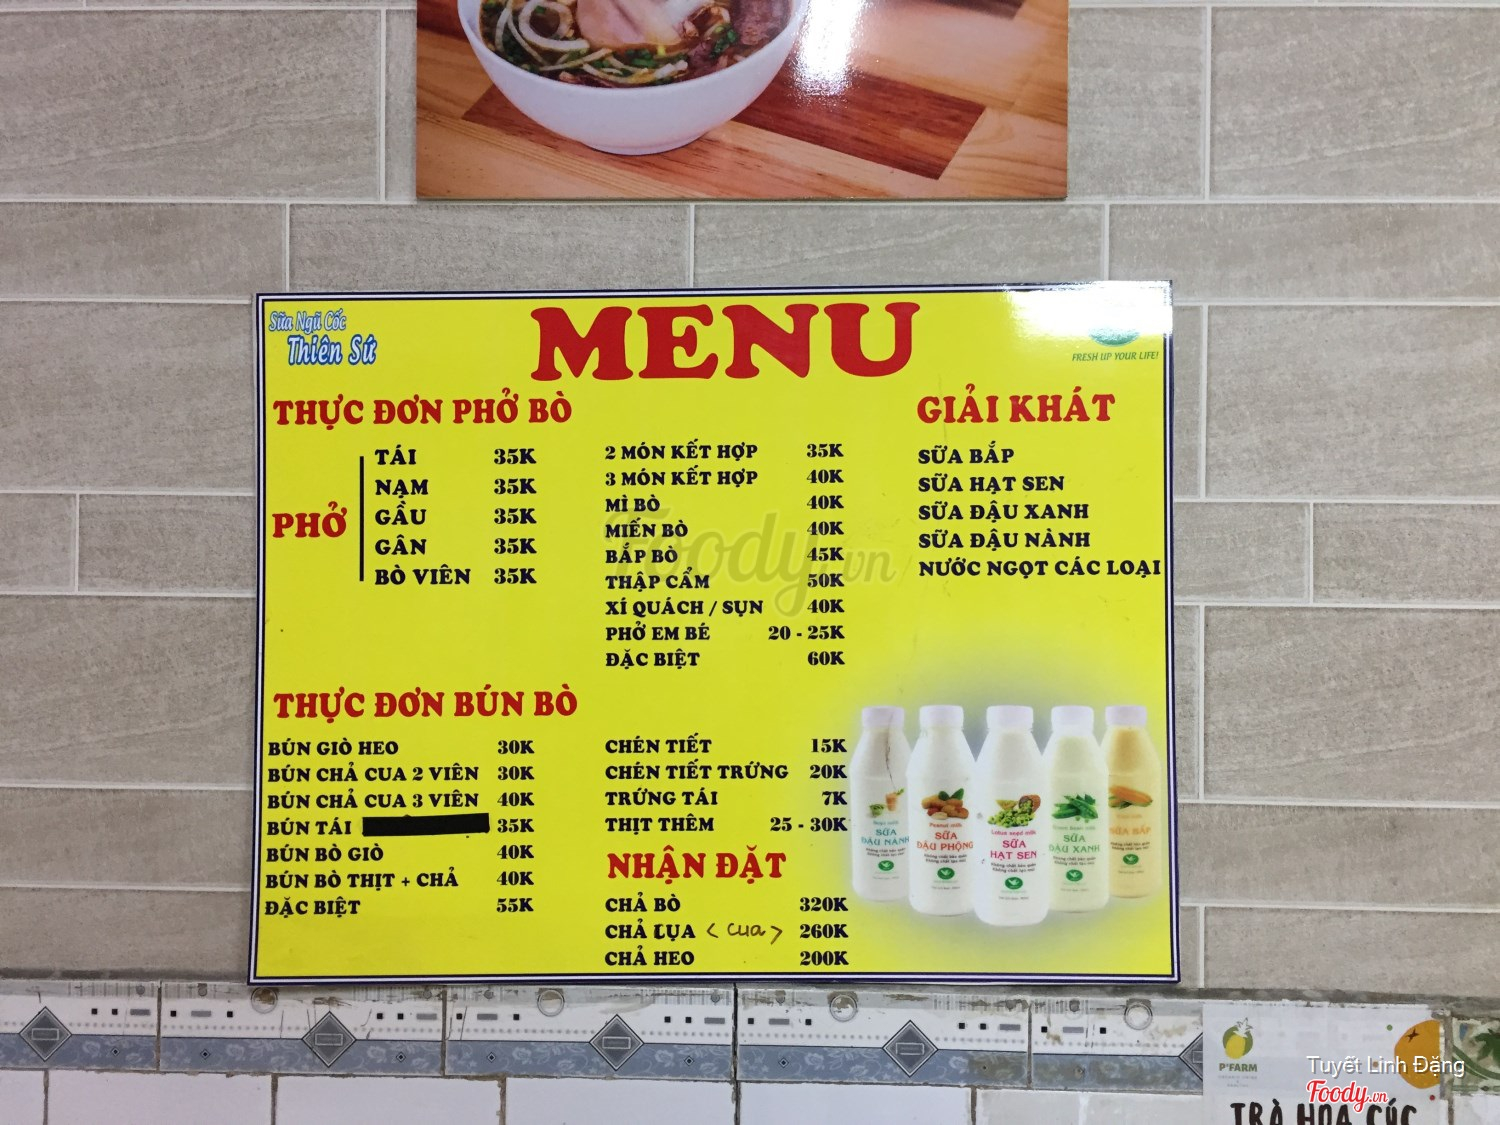 Sữa Ngũ Cốc
Thiên Sứ
MENU
FRESH UP YOUR LIFE!
THỰC ĐƠN PHỞ BÒ
PHỞ
TÁI 35K
NẠM 35K
GẦU 35K
GÂN 35K
BÒ VIÊN 35K
2 MÓN KẾT HỢP 35K
3 MÓN KẾT HỢP 40K
MÌ BÒ 40K
MIẾN BÒ 40K
BẮP BÒ 45K
THẬP CẨM 50K
XÍ QUÁCH / SỤN 40K
PHỞ EM BÉ 20 - 25K
ĐẶC BIỆT 60K
GIẢI KHÁT
SỮA BẮP
SỮA HẠT SEN
SỮA ĐẬU XANH
SỮA ĐẬU NÀNH
NƯỚC NGỌT CÁC LOẠI
THỰC ĐƠN BÚN BÒ
BÚN GIÒ HEO 30K
BÚN CHẢ CUA 2 VIÊN 30K
BÚN CHẢ CUA 3 VIÊN 40K
BÚN TÁI 35K
BÚN BÒ GIÒ 40K
BÚN BÒ THỊT + CHẢ 40K
ĐẶC BIỆT 55K
CHÉN TIẾT 15K
CHÉN TIẾT TRỨNG 20K
TRỨNG TÁI 7K
THỊT THÊM 25 - 30K
NHẬN ĐẶT
CHẢ BÒ 320K
CHẢ LỤA < cua > 260K
CHẢ HEO 200K
SỮA
ĐẬU NÀNH
Peanut milk
SỮA
ĐẬU PHỘNG
Lotus seed milk
SỮA
HẠT SEN
SỮA
ĐẬU XANH
SỮA BẮP
Foody.vn
P'FARM
TRÀ HOA CÚC
Tuyết Linh Đặng
Foody.vn